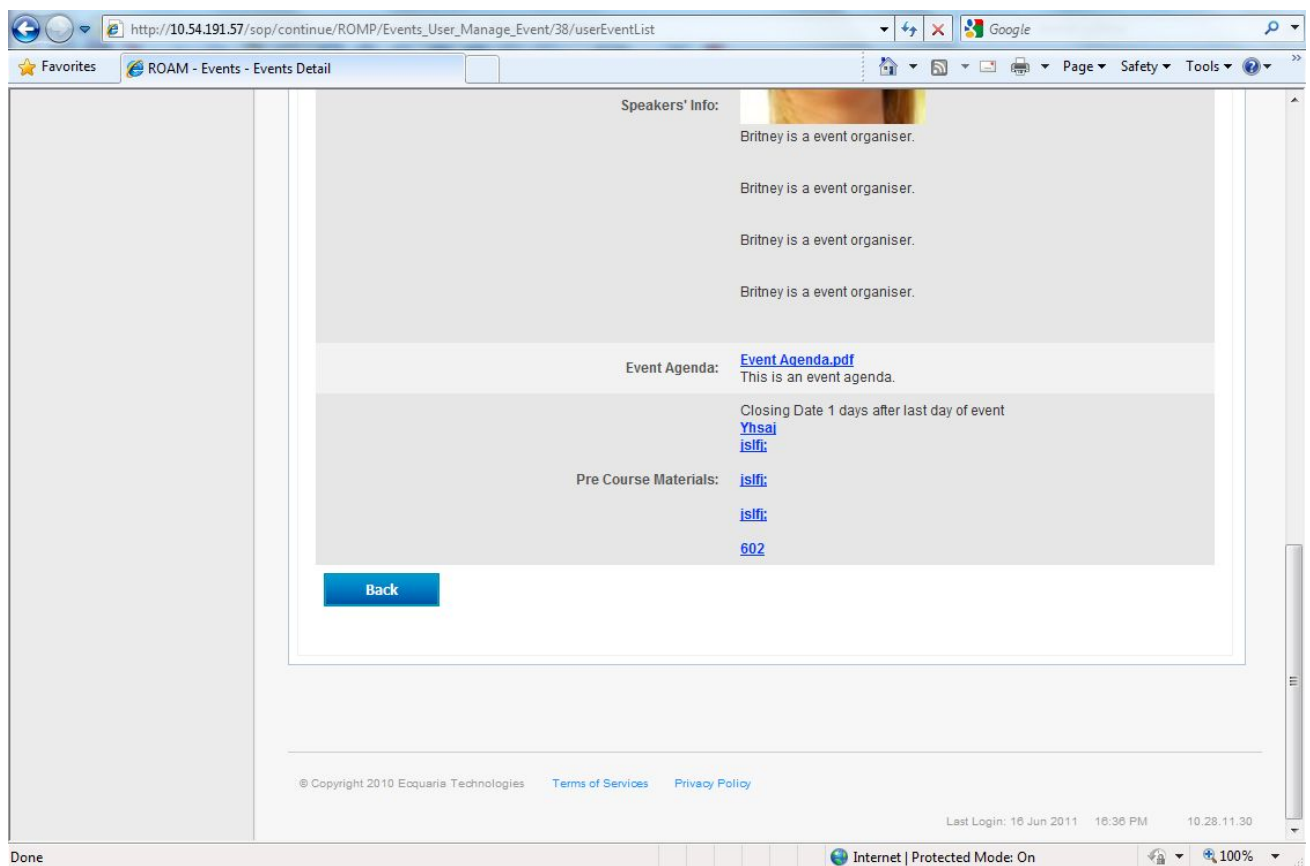 http://10.54.191.57/sop/continue/ROMP/Events_User_Manage_Event/38/userEventList
Google
Favorites
ROAM - Events - Events Detail
Page
Safety
Tools
Speakers' Info:
Britney is a event organiser.
Britney is a event organiser.
Britney is a event organiser.
Britney is a event organiser.
Event Agenda:
Event Agenda.pdf
This is an event agenda.
Pre Course Materials:
Closing Date 1 days after last day of event
Yhsaj
jslfj;
jslfj;
jslfj;
602
Back
© Copyright 2010 Ecquaria Technologies Terms of Services Privacy Policy
Last Login: 16 Jun 2011 16:36 PM 10.28.11.30
Done
Internet | Protected Mode: On
100%